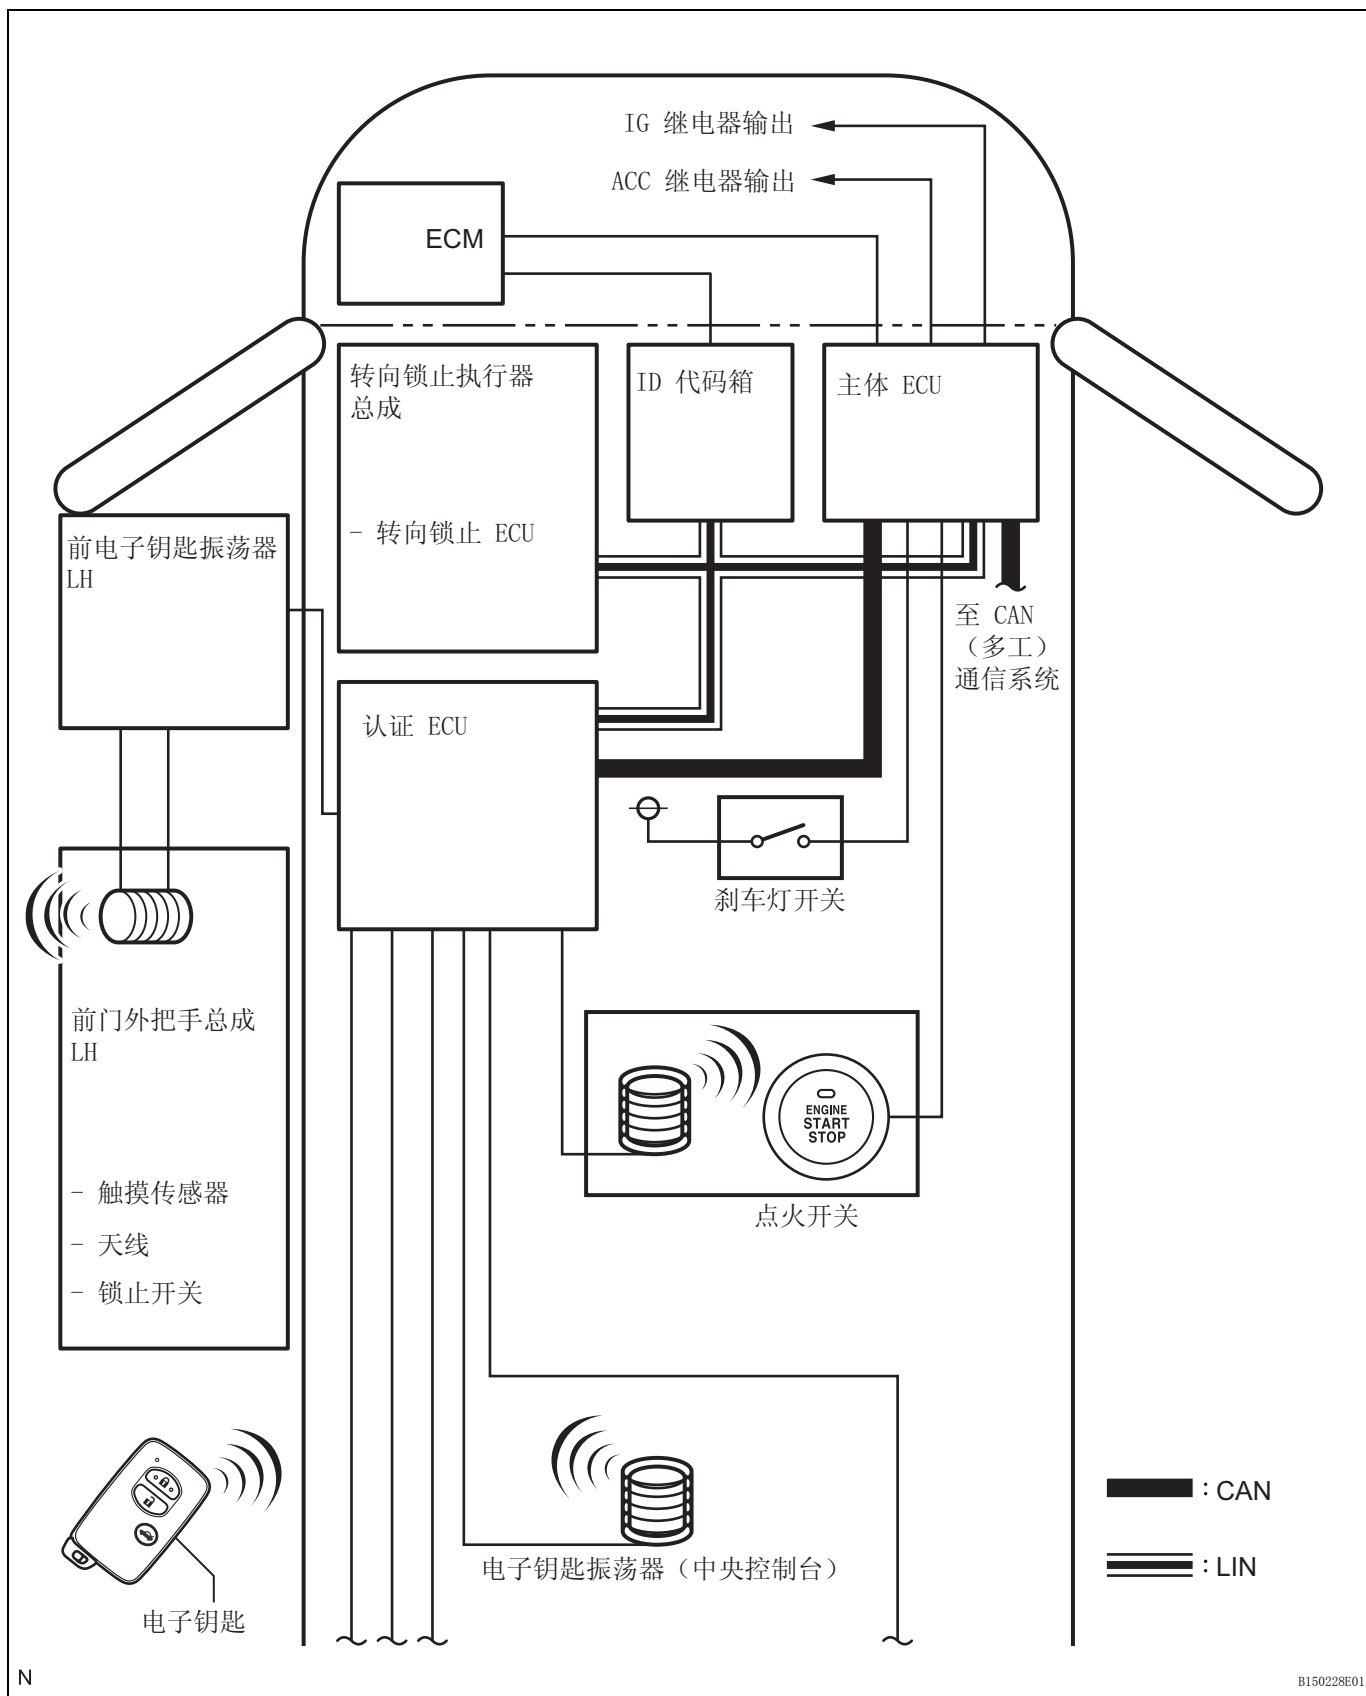 IG 继电器输出
ACC 继电器输出
ECM
转向锁止执行器
总成
- 转向锁止 ECU
ID 代码箱
主体 ECU
前电子钥匙振荡器
LH
至 CAN
（多工）
通信系统
认证 ECU
刹车灯开关
前门外把手总成
LH
- 触摸传感器
- 天线
- 锁止开关
ENGINE
START
STOP
点火开关
电子钥匙振荡器（中央控制台）
电子钥匙
: CAN
: LIN
N
B150228E01